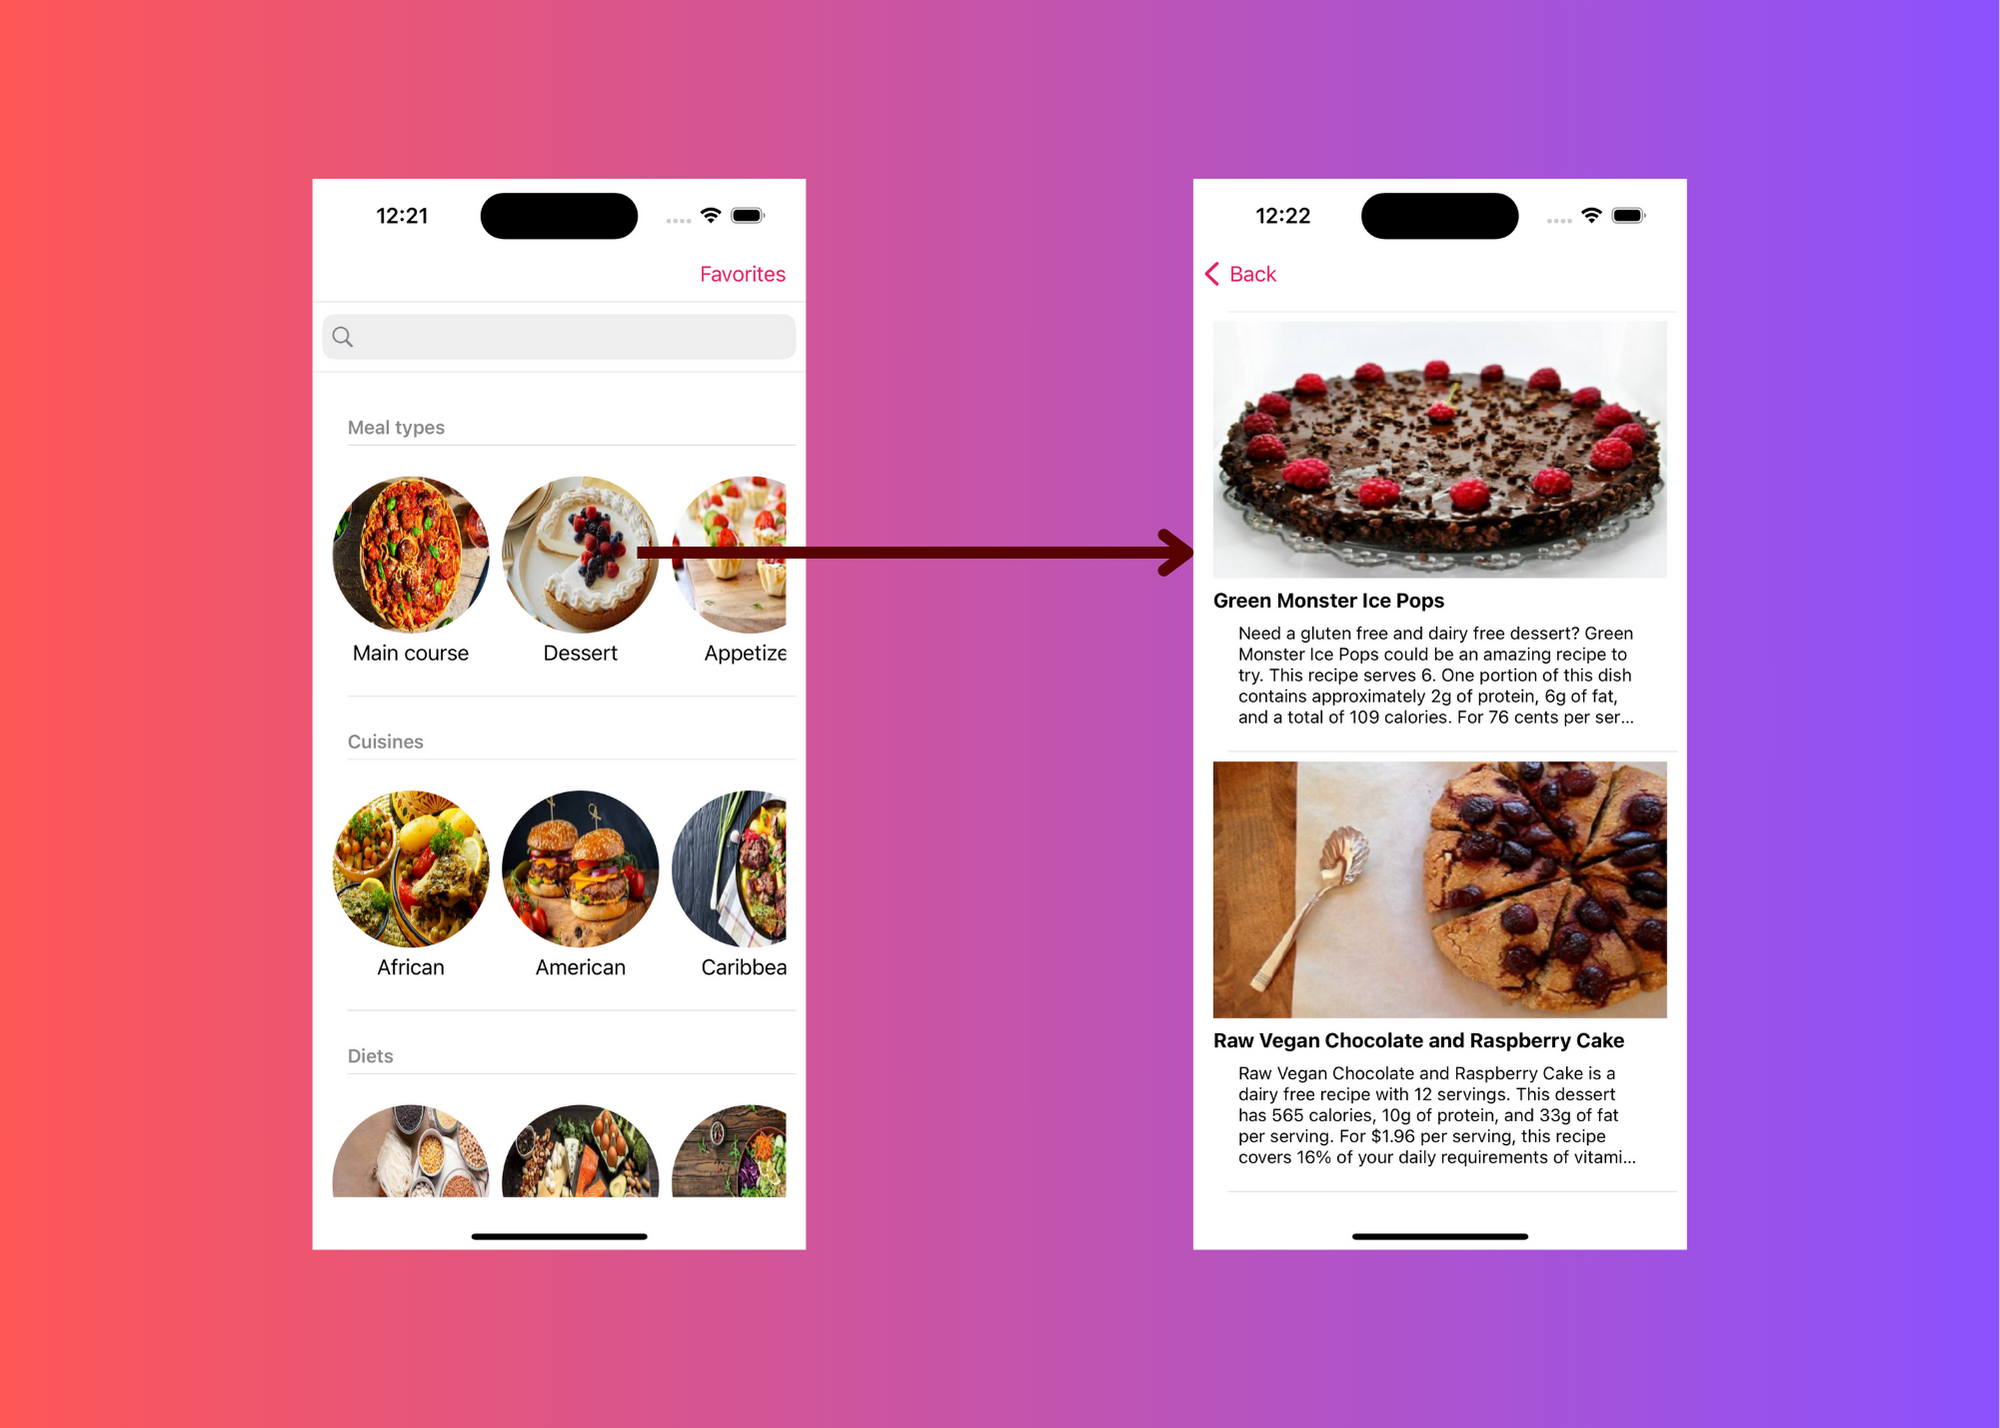 12:21
Favorites
Meal types
Main course
Dessert
Appetize
Cuisines
African
American
Caribbea
Diets
12:22
Back
Green Monster Ice Pops
Need a gluten free and dairy free dessert? Green
Monster Ice Pops could be an amazing recipe to
try. This recipe serves 6. One portion of this dish
contains approximately 2g of protein, 6g of fat,
and a total of 109 calories. For 76 cents per ser...
Raw Vegan Chocolate and Raspberry Cake
Raw Vegan Chocolate and Raspberry Cake is a
dairy free recipe with 12 servings. This dessert
has 565 calories, 10g of protein, and 33g of fat
per serving. For $1.96 per serving, this recipe
covers 16% of your daily requirements of vitami...